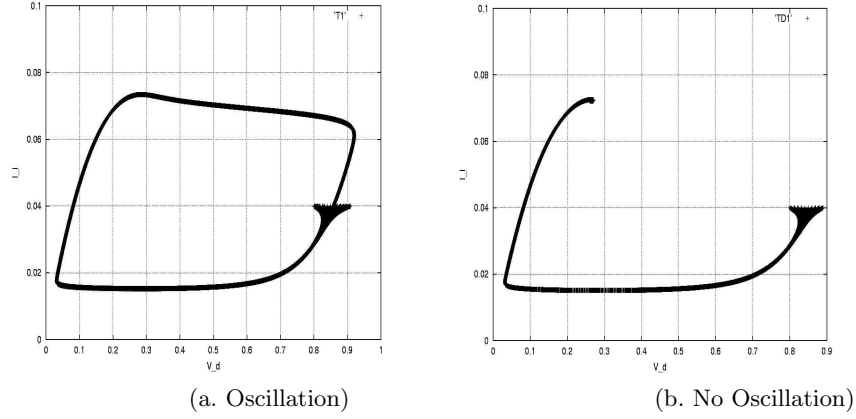 0.1
'T1' +
0.08
0.06
I_l
0.04
0.02
0
0 0.1 0.2 0.3 0.4 0.5 0.6 0.7 0.8 0.9 1
V_d
(a. Oscillation)
0.1
'TD1' +
0.08
0.06
I_l
0.04
0.02
0
0 0.1 0.2 0.3 0.4 0.5 0.6 0.7 0.8 0.9
V_d
(b. No Oscillation)